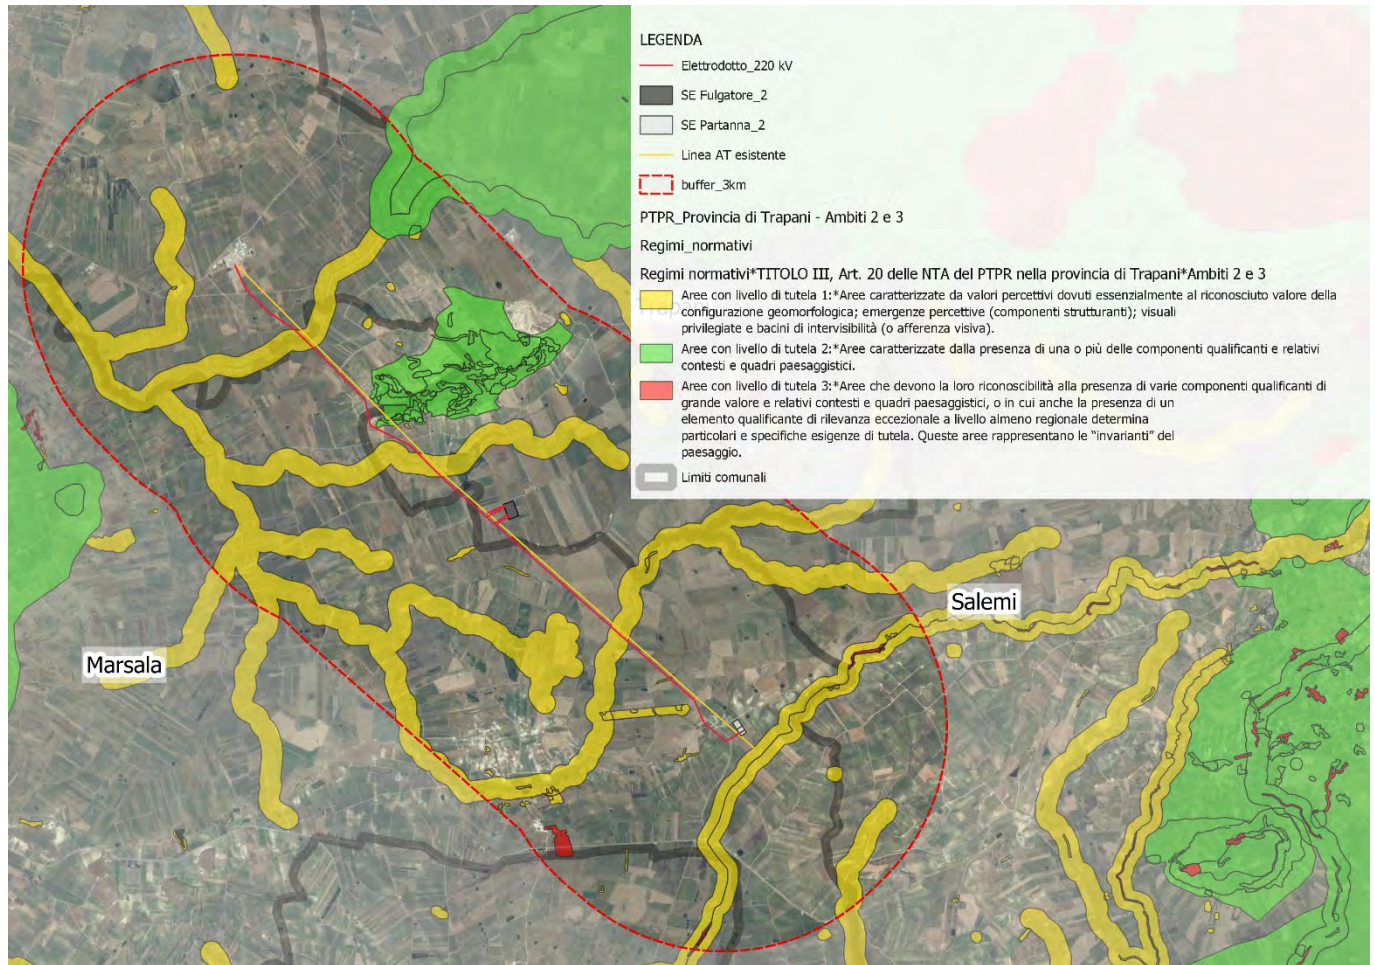 LEGENDA
Elettrodotto_220 kV
SE Fulgatore_2
SE Partanna_2
Linea AT esistente
buffer_3km
PTPR_Provincia di Trapani - Ambiti 2 e 3
Regimi_normativi
Regimi normativi*TITOLO III, Art. 20 delle NTA del PTPR nella provincia di Trapani*Ambiti 2 e 3
Aree con livello di tutela 1:*Aree caratterizzate da valori percettivi dovuti essenzialmente al riconosciuto valore della
configurazione geomorfologica; emergenze percettive (componenti strutturanti); visuali
privilegiate e bacini di intervisibilità (o afferenza visiva).
Aree con livello di tutela 2:*Aree caratterizzate dalla presenza di una o più delle componenti qualificanti e relativi
contesti e quadri paesaggistici.
Aree con livello di tutela 3:*Aree che devono la loro riconoscibilità alla presenza di varie componenti qualificanti di
grande valore e relativi contesti e quadri paesaggistici, o in cui anche la presenza di un
elemento qualificante di rilevanza eccezionale a livello almeno regionale determina
particolari e specifiche esigenze di tutela. Queste aree rappresentano le "invarianti" del
paesaggio.
Limiti comunali
Trapani
Salemi
Marsala